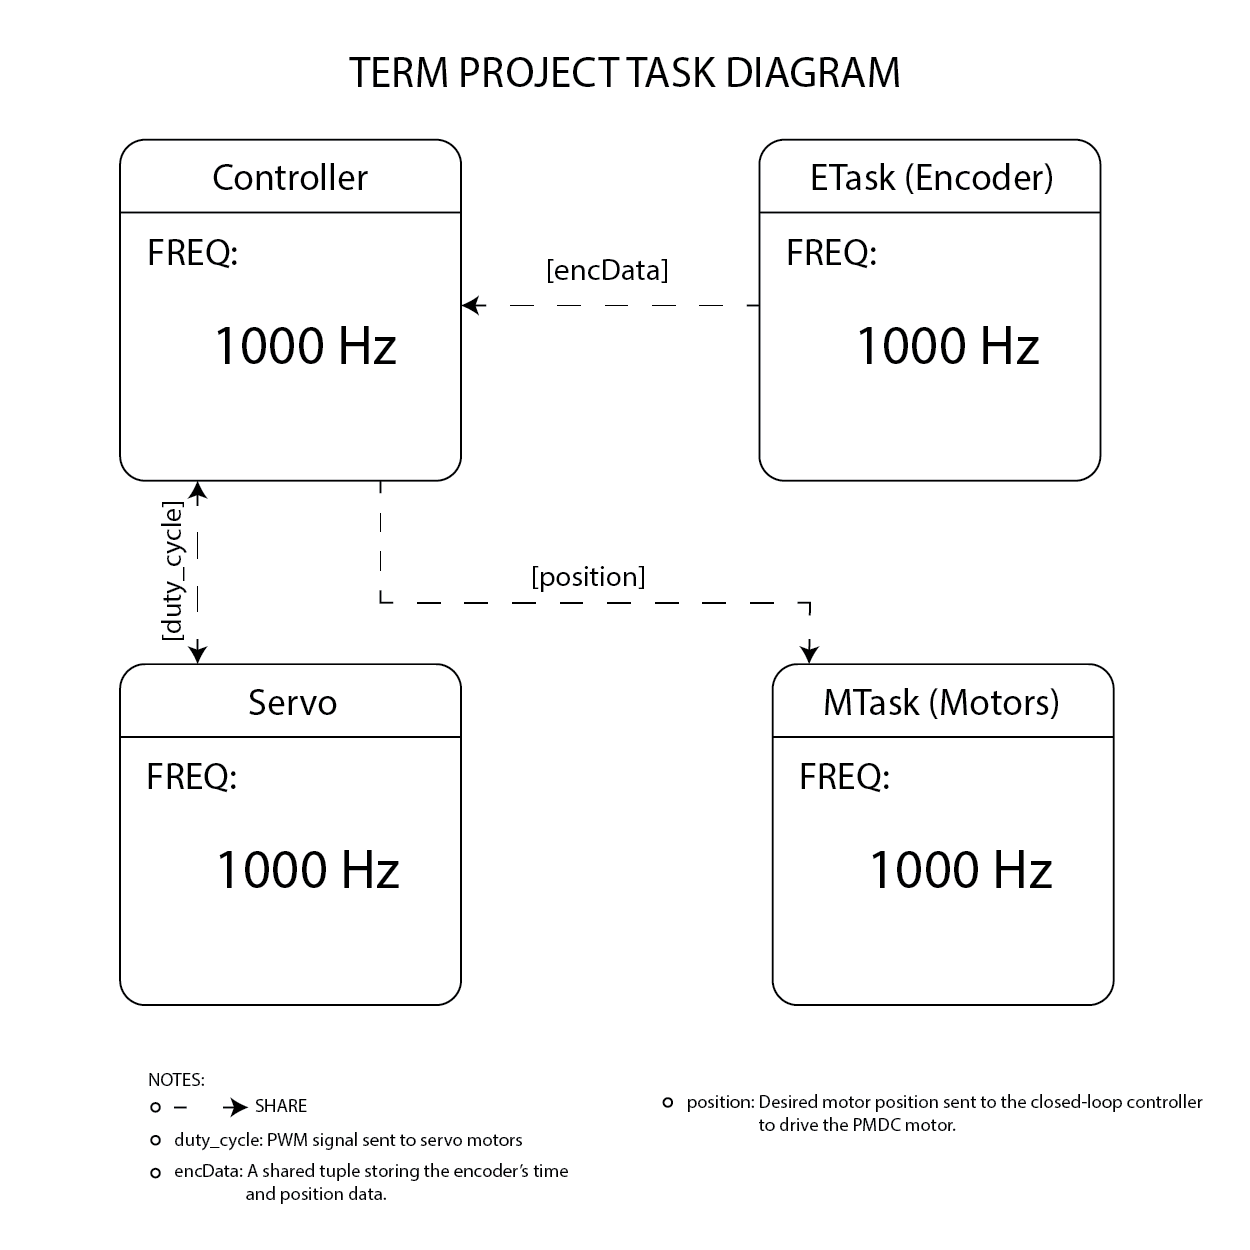 TERM PROJECT TASK DIAGRAM
Controller
FREQ:
1000 Hz
[encData]
ETask (Encoder)
FREQ:
1000 Hz
[duty_cycle]
[position]
Servo
FREQ:
1000 Hz
MTask (Motors)
FREQ:
1000 Hz
NOTES:
SHARE
duty_cycle: PWM signal sent to servo motors
encData: A shared tuple storing the encoder's time
and position data.
position: Desired motor position sent to the closed-loop controller
to drive the PMDC motor.